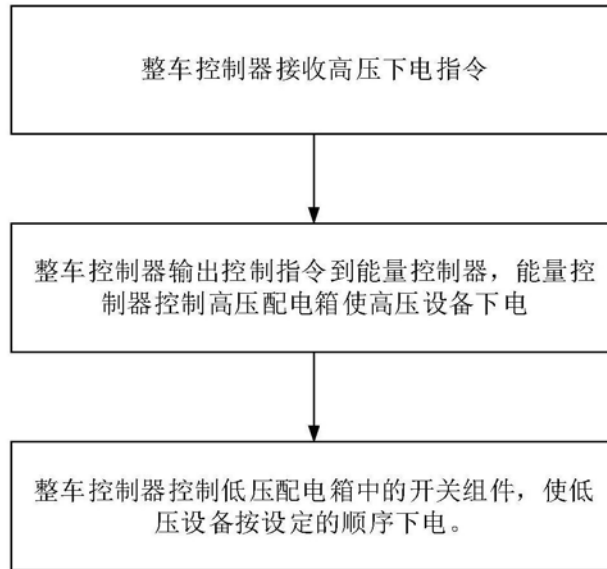 整车控制器接收高压下电指令
整车控制器输出控制指令到能量控制器，能量控
制器控制高压配电箱使高压设备下电
整车控制器控制低压配电箱中的开关组件，使低
压设备按设定的顺序下电。